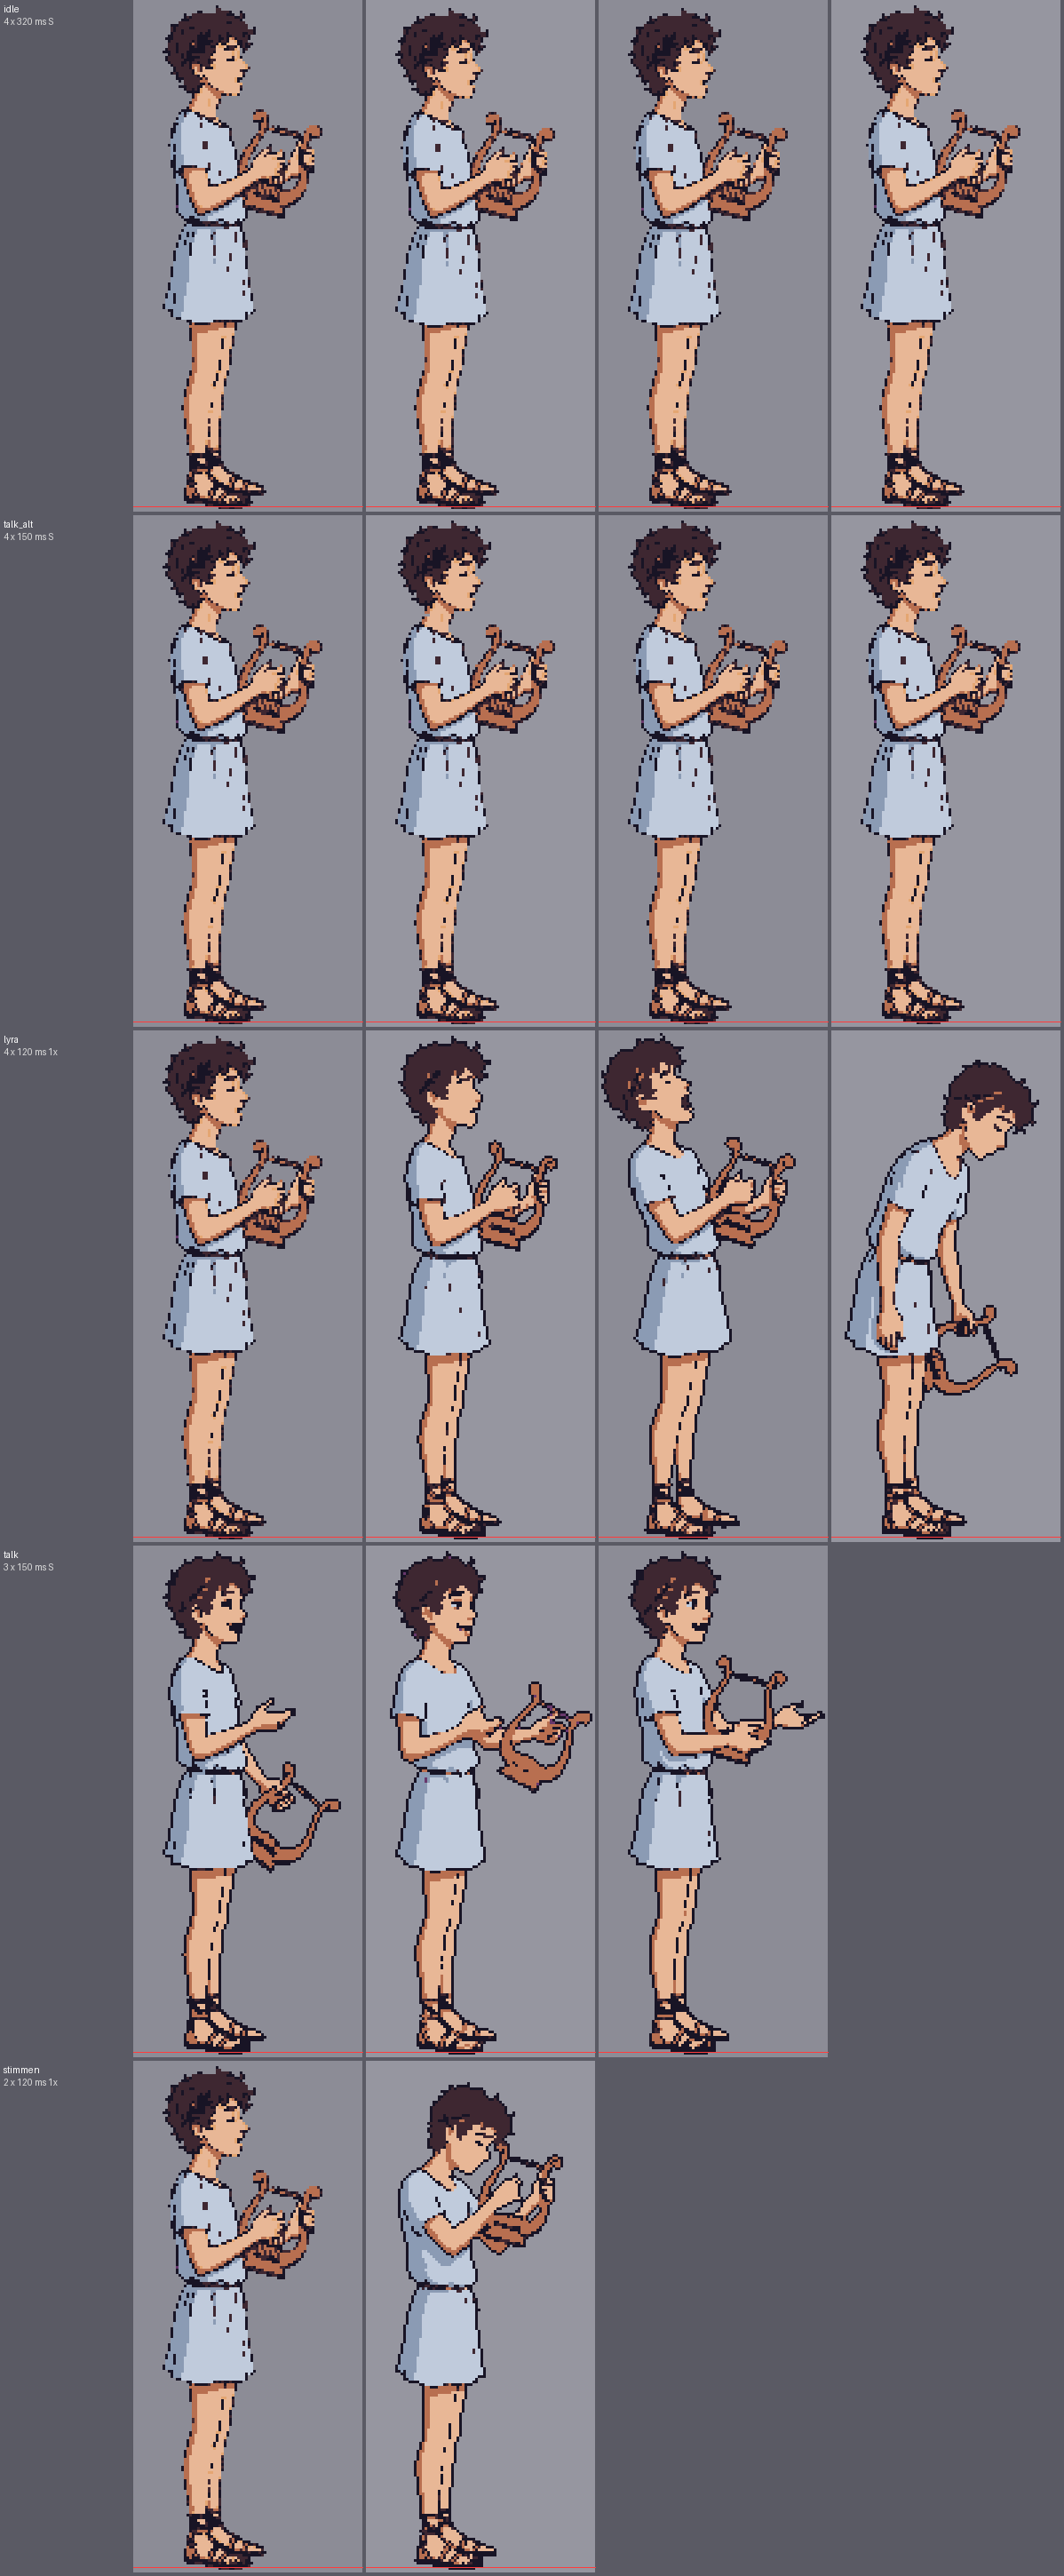 idle
4 x 320 ms S
talk_alt
4 x 150 ms S
lyra
4 x 120 ms 1x
talk
3 x 150 ms S
stimmen
2 x 120 ms 1x